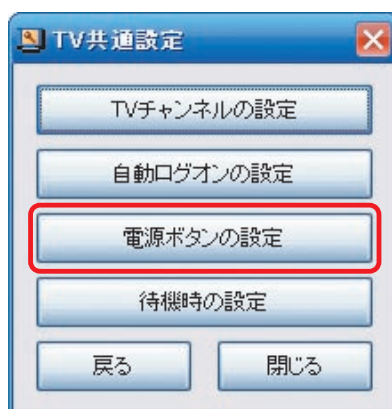 TV共通設定
TVチャンネルの設定
自動ログオンの設定
電源ボタンの設定
待機時の設定
戻る 閉じる